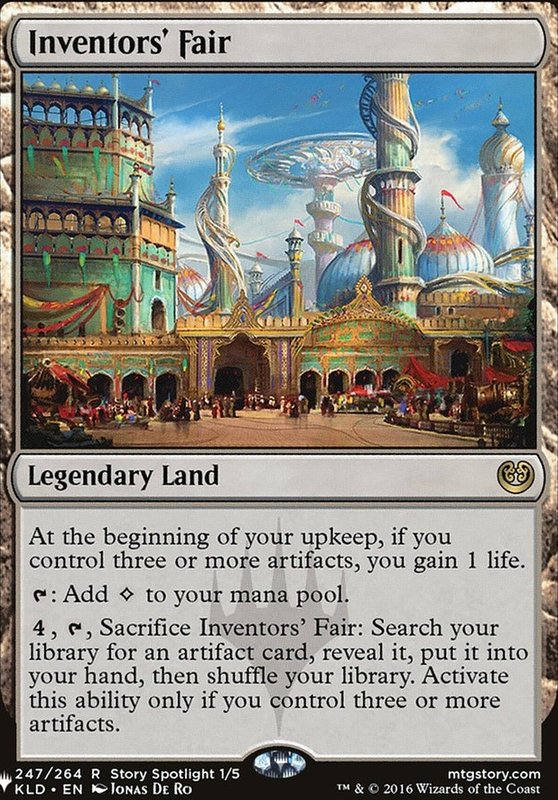 Inventors' Fair
Legendary Land
At the beginning of your upkeep, if you
control three or more artifacts, you gain 1 life.
: Add to your mana pool.
4 , , Sacrifice Inventors' Fair: Search your
library for an artifact card, reveal it, put it into
your hand, then shuffle your library. Activate
this ability only if you control three or more
artifacts.
247/264 R Story Spotlight 1/5
mtgstory.com
KLD • EN Jonas De Ro
™ & © 2016 Wizards of the Coast